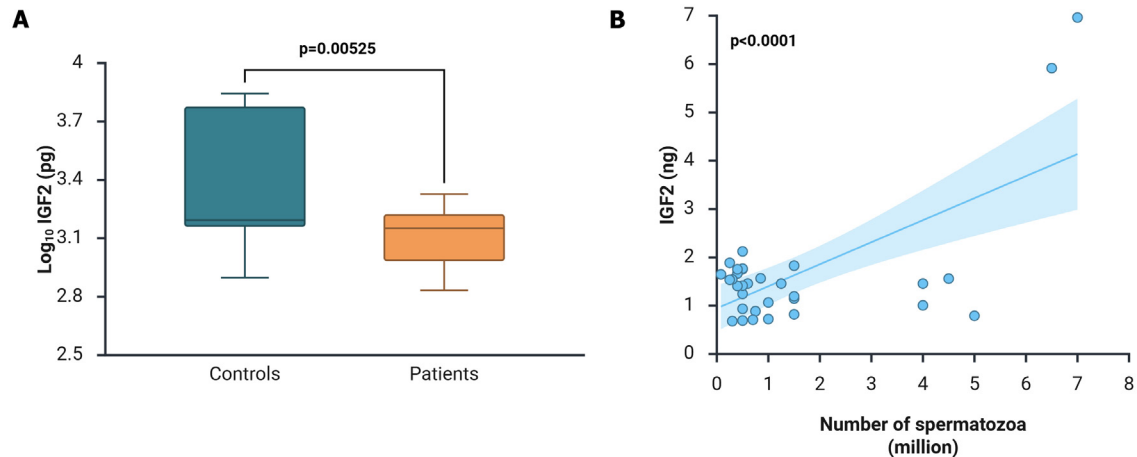 A
p=0.00525
4
3.7
3.4
3.1
2.8
2.5
Log₁₀ IGF2 (pg)
Controls
Patients
B
p<0.0001
7
6
5
4
3
2
1
0
IGF2 (ng)
0 1 2 3 4 5 6 7 8
Number of spermatozoa
(million)